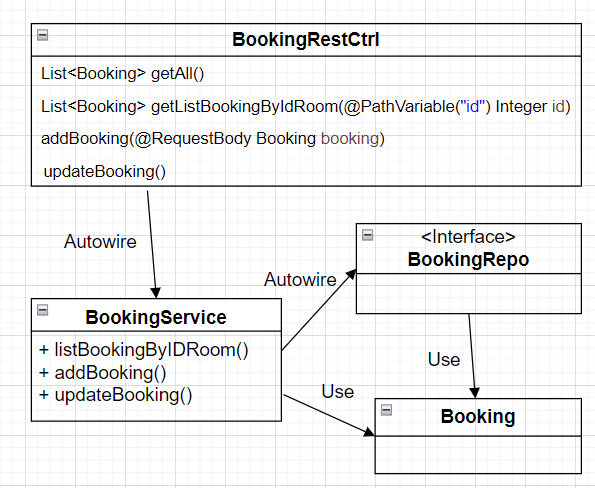 BookingRestCtrl
List<Booking> getAll()
List<Booking> getListBookingByIdRoom(@PathVariable("id") Integer id)
addBooking(@RequestBody Booking booking)
updateBooking()
Autowire
<Interface>
BookingRepo
Autowire
BookingService
+ listBookingByIDRoom()
+ addBooking()
+ updateBooking()
Use
Use
Booking